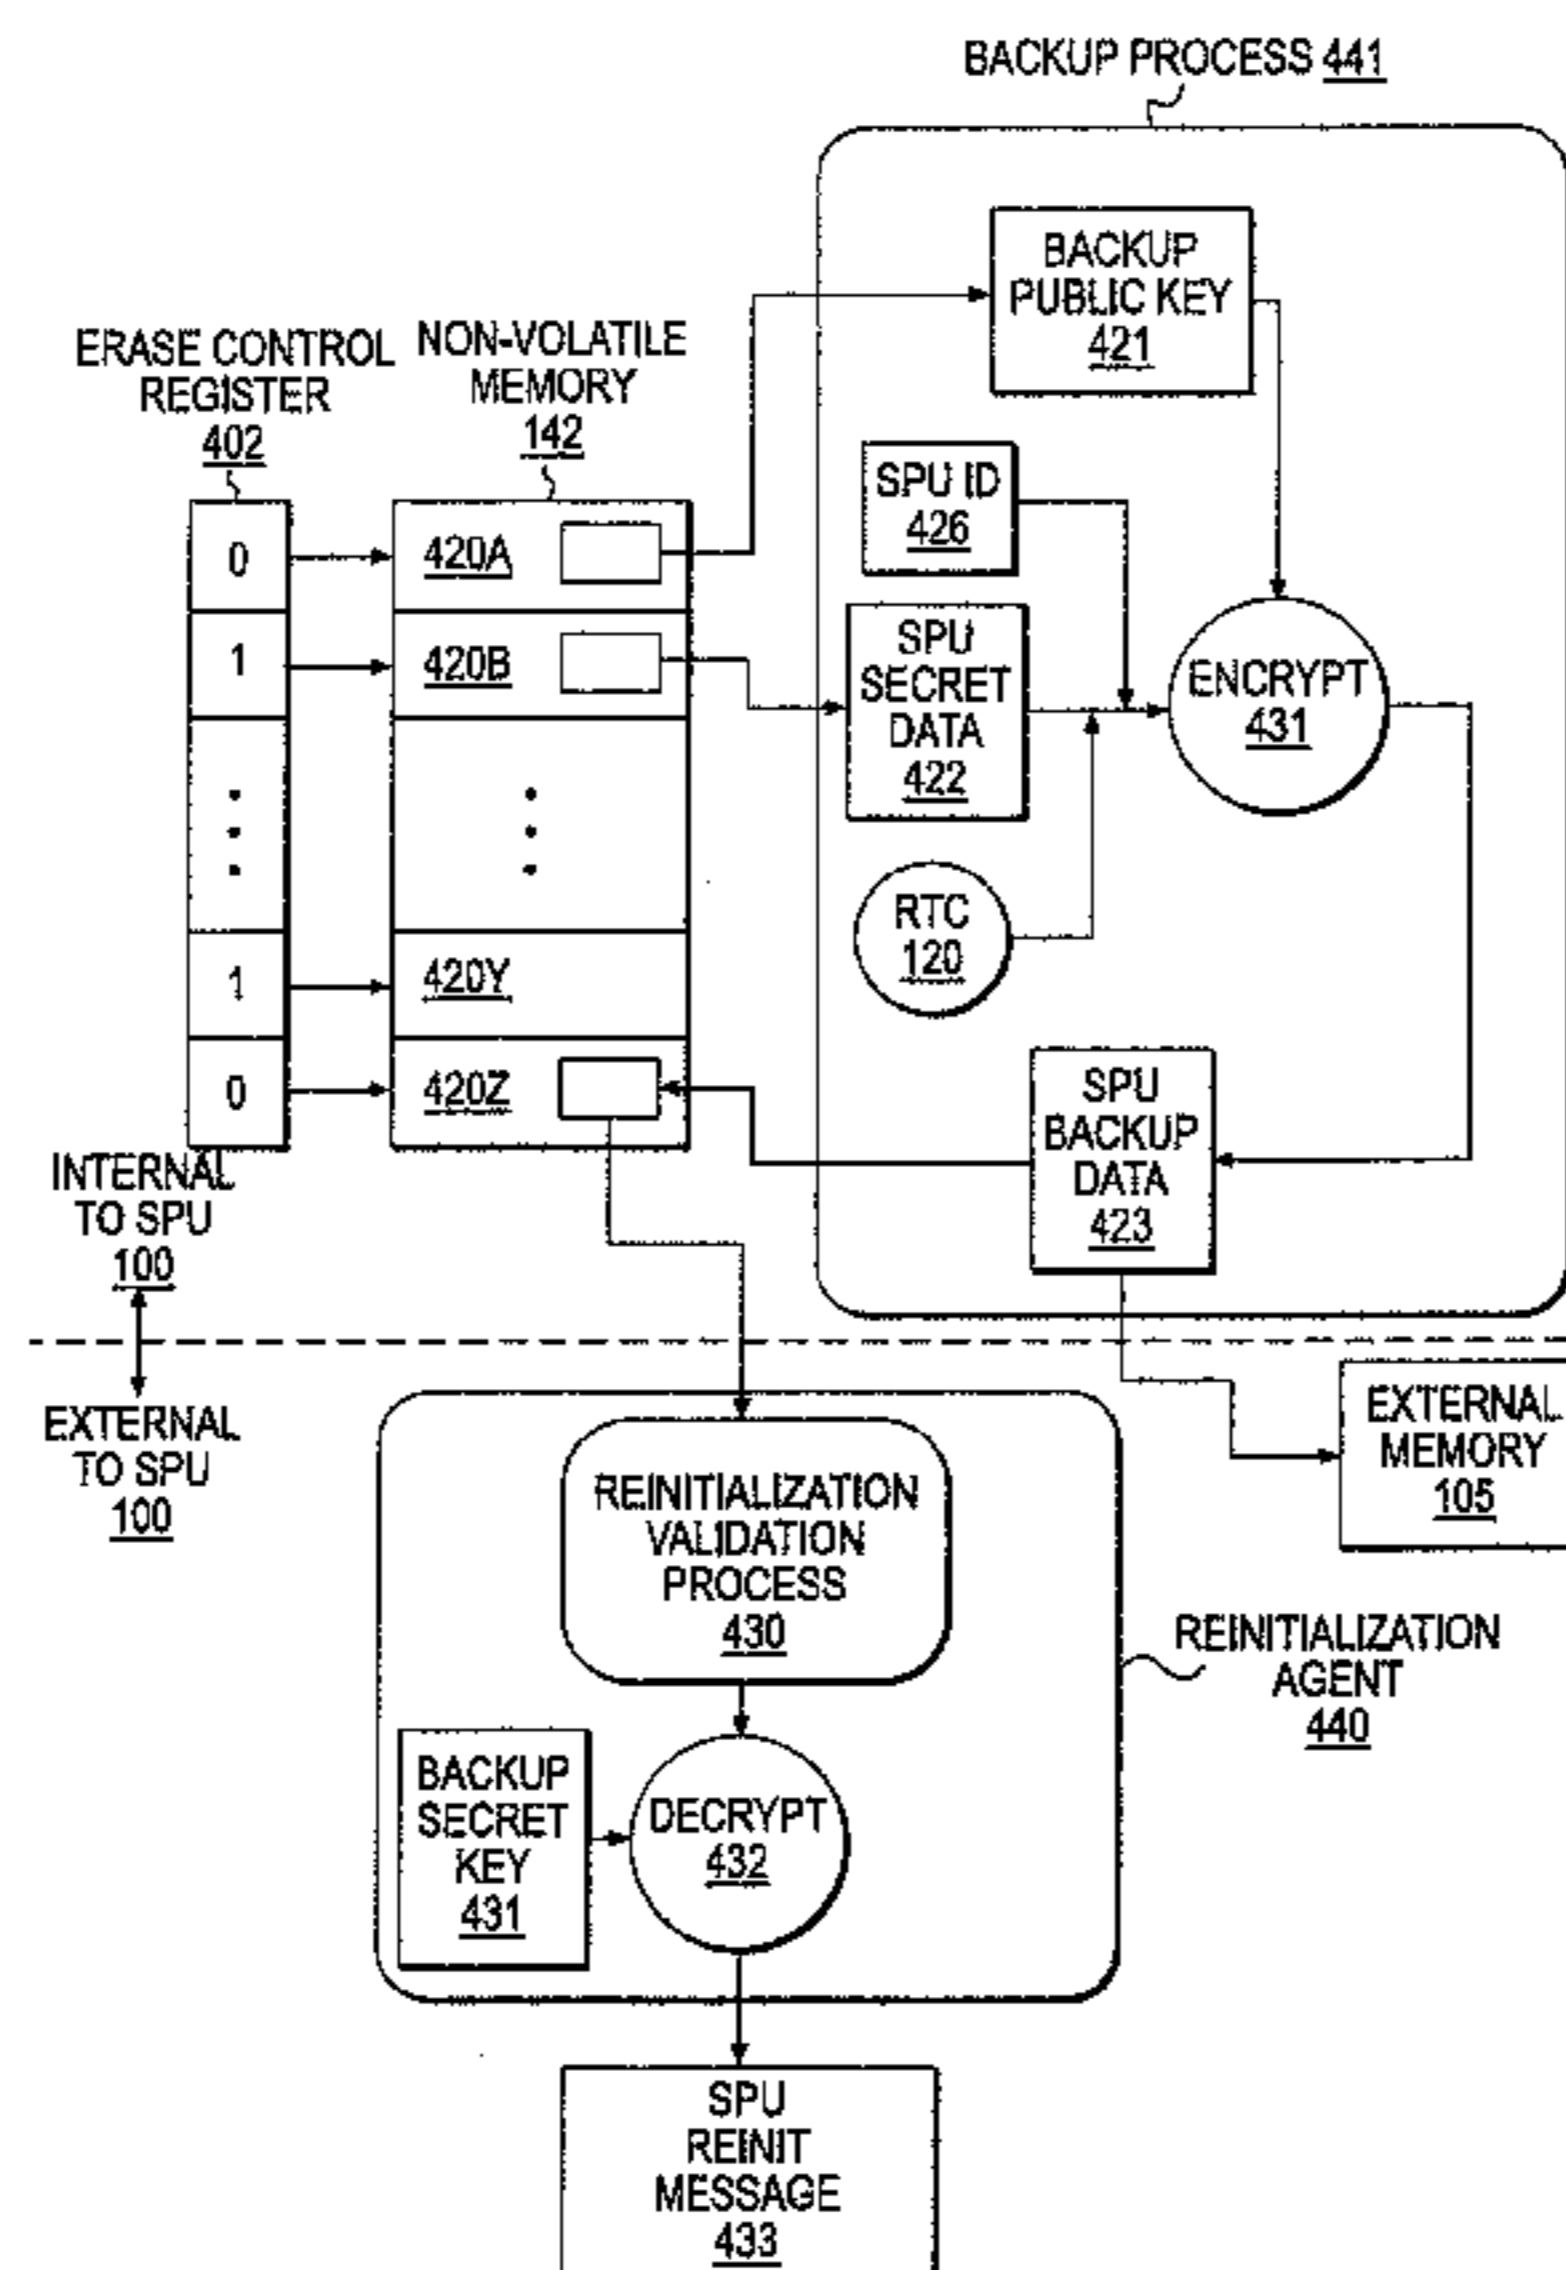 BACKUP PROCESS 441
BACKUP
PUBLIC KEY
421
ERASE CONTROL
REGISTER
402
NON-VOLATILE
MEMORY
142
SPU ID
426
0
420A
1
420B
SPU
SECRET
DATA
422
ENCRYPT
431
RTC
120
1
420Y
0
420Z
SPU
BACKUP
DATA
423
INTERNAL
TO SPU
100
EXTERNAL
TO SPU
100
EXTERNAL
MEMORY
105
REINITIALIZATION
VALIDATION
PROCESS
430
REINITIALIZATION
AGENT
440
BACKUP
SECRET
KEY
431
DECRYPT
432
SPU
REINIT
MESSAGE
433